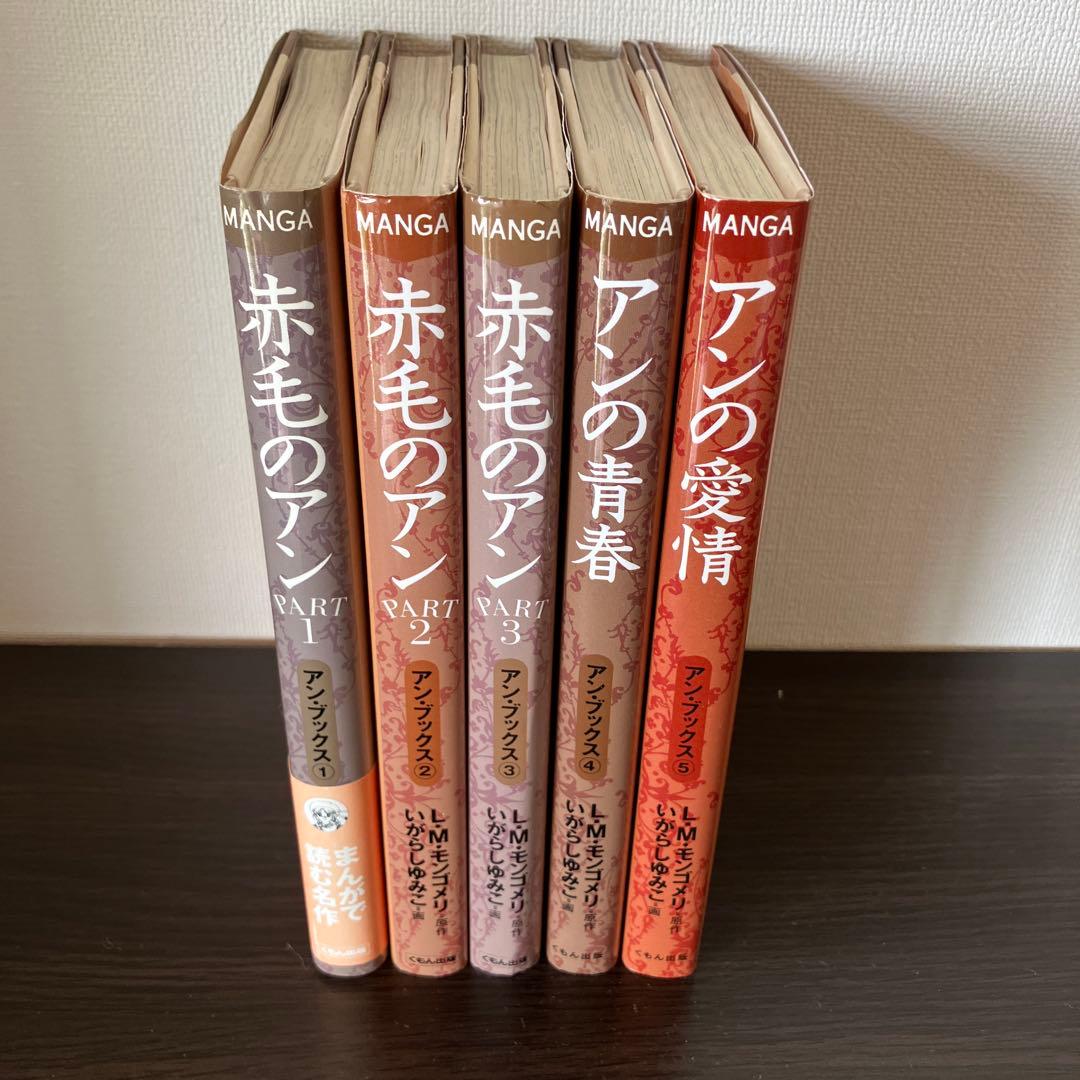 MANGA
赤毛のアン
PART
1
アン・ブックス①
まんがで
読む名作
くもん出版
MANGA
赤毛のアン
PART
2
アン・ブックス②
L・M・モンゴメリ・原作
いがらしゆみこ・画
くもん出版
MANGA
赤毛のアン
PART
3
アン・ブックス③
L・M・モンゴメリ・原作
いがらしゆみこ・画
くもん出版
MANGA
アンの青春
アン・ブックス④
L・M・モンゴメリ・原作
いがらしゆみこ・画
くもん出版
MANGA
アンの愛情
アン・ブックス⑤
L・M・モンゴメリ・原作
いがらしゆみこ・画
くもん出版